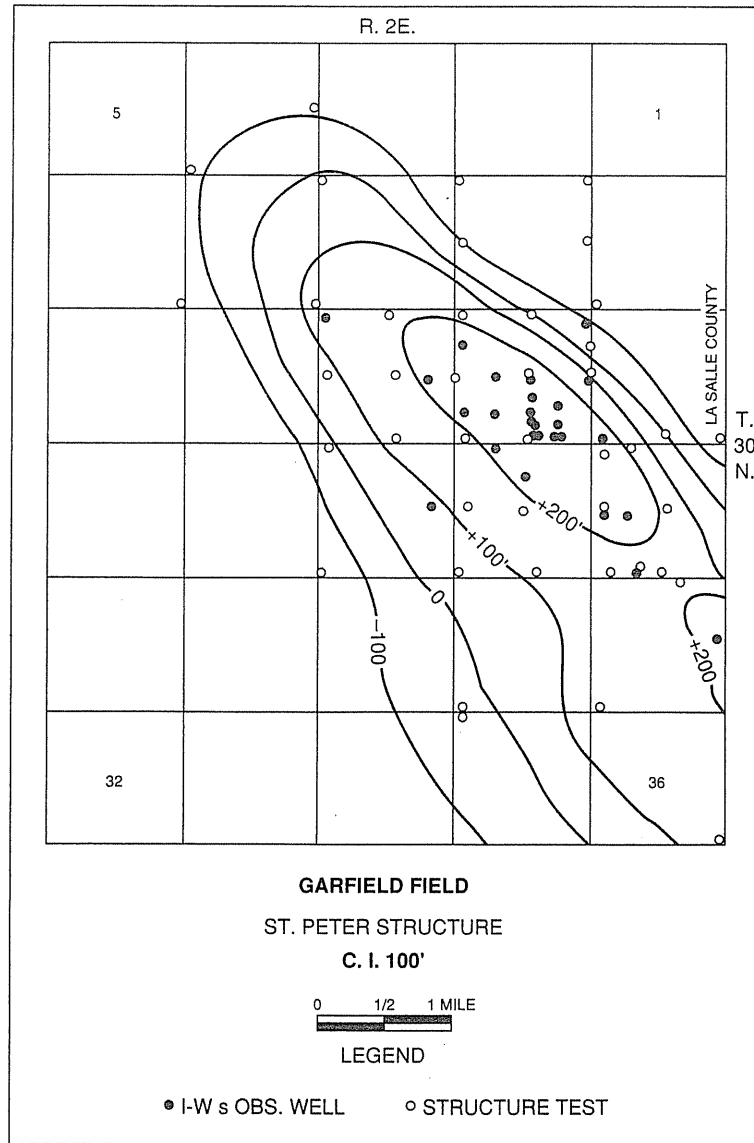 R. 2E.
5
1
LA SALLE COUNTY
T.
30
N.
+200'
+100'
0
−100
+200
32
36
GARFIELD FIELD
ST. PETER STRUCTURE
C. I. 100'
0 1/2 1 MILE
LEGEND
I-W s OBS. WELL
STRUCTURE TEST